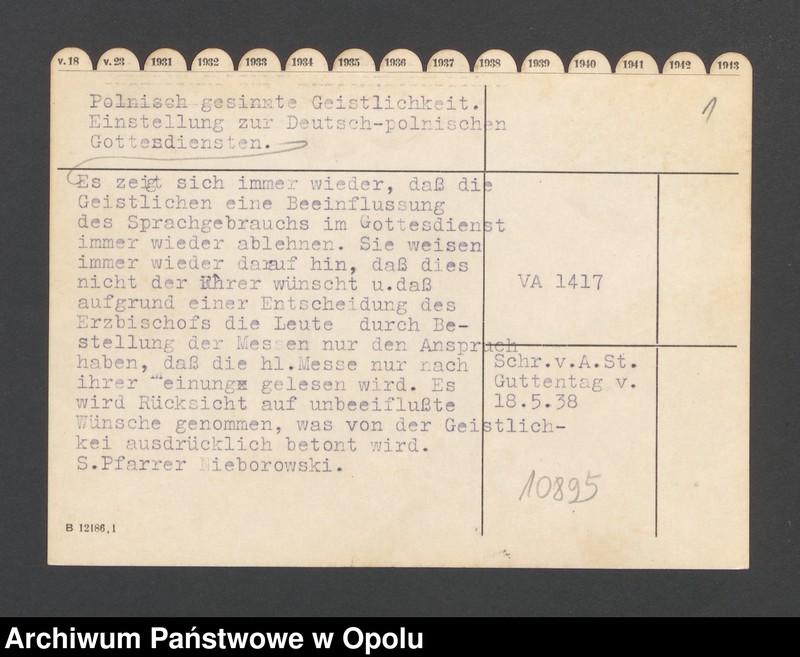 v.18 v.23 1931 1932 1933 1934 1935 1936 1937 1938 1939 1940 1941 1942 1943
Polnisch gesinnte Geistlichkeit.
Einstellung zur Deutsch-polnischen
Gottesdiensten.
1
Es zeigt sich immer wieder, daß die
Geistlichen eine Beeinflussung
des Sprachgebrauchs im Gottesdienst
immer wieder ablehnen. Sie weisen
immer wieder darauf hin, daß dies
nicht der Führer wünscht u.daß
aufgrund einer Entscheidung des
Erzbischofs die Leute durch Be-
stellung der Messen nur den Anspruch
haben, daß die hl.Messe nur nach
ihrer Meinung gelesen wird. Es
wird Rücksicht auf unbeeiflußte
Wünsche genommen, was von der Geistlich-
kei ausdrücklich betont wird.
S.Pfarrer Nieborowski.
VA 1417
Schr.v.A.St.
Guttentag v.
18.5.38
10895
B 12186,1
Archiwum Państwowe w Opolu